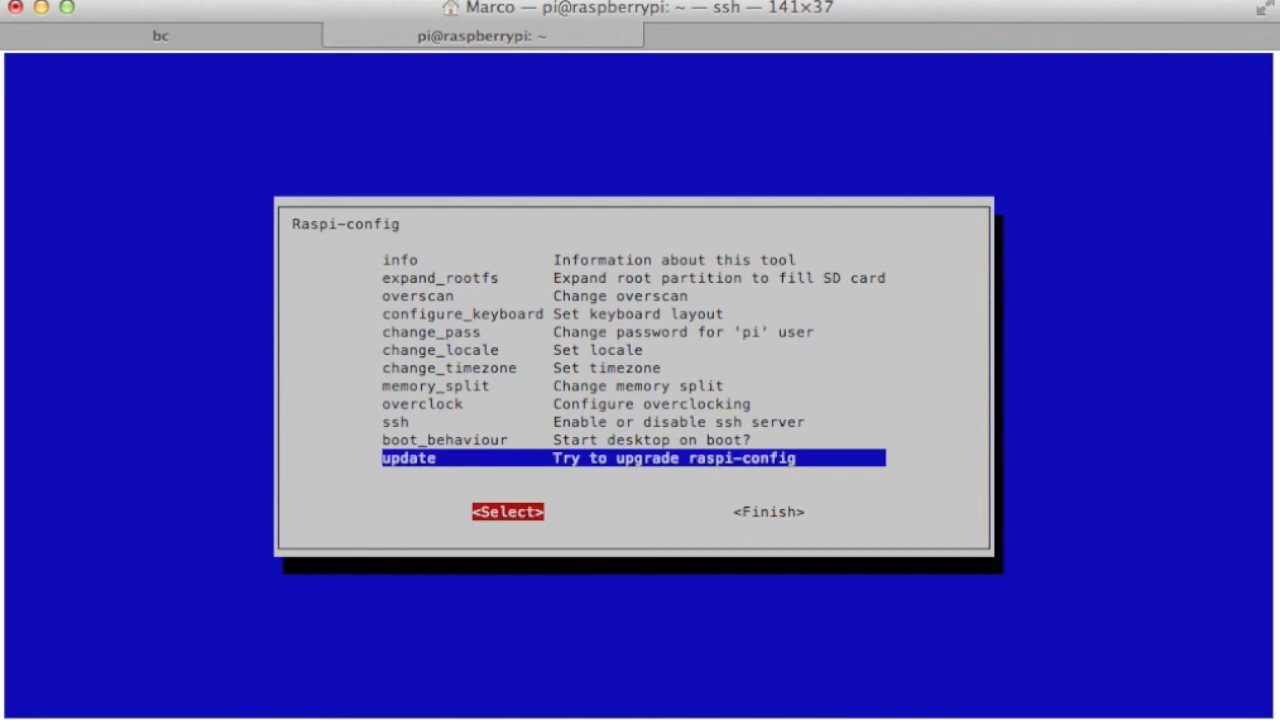 Marco — pi@raspberrypi: ~ — ssh — 141×37
bc
pi@raspberrypi: ~
Raspi-config
info Information about this tool
expand_rootfs Expand root partition to fill SD card
overscan Change overscan
configure_keyboard Set keyboard layout
change_pass Change password for 'pi' user
change_locale Set locale
change_timezone Set timezone
memory_split Change memory split
overclock Configure overclocking
ssh Enable or disable ssh server
boot_behaviour Start desktop on boot?
update Try to upgrade raspi-config
<Select> <Finish>